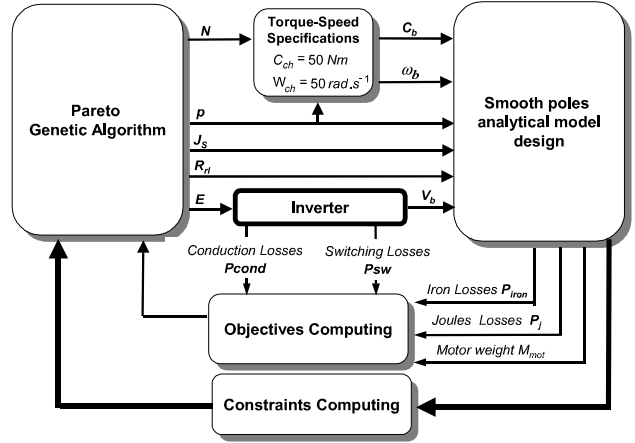 N
Torque-Speed
Specifications
C_ch = 50 Nm
W_ch = 50 rad.s^-1
C_b
ω_b
Pareto
Genetic Algorithm
p
J_S
R_rl
E
Smooth poles
analytical model
design
Inverter
V_b
Conduction Losses
Pcond
Switching Losses
Psw
Iron Losses P_iron
Joules Losses P_j
Motor weight M_mot
Objectives Computing
Constraints Computing